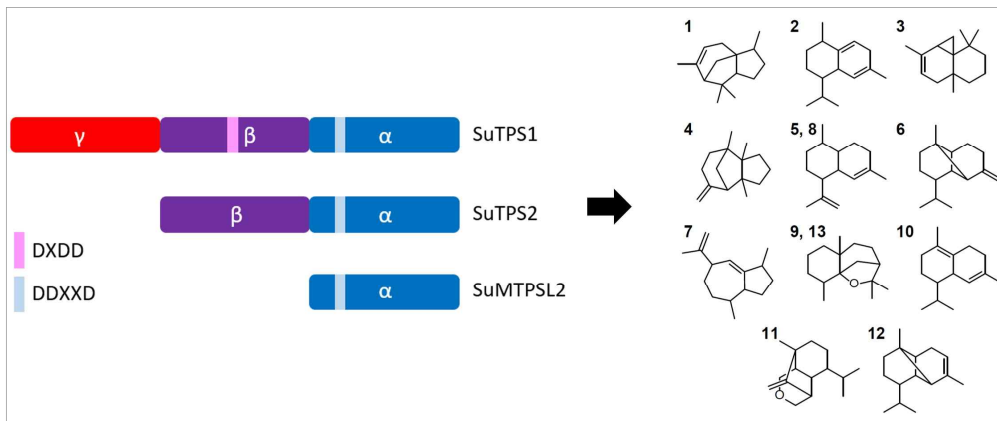 γ β α SuTPS1
β α SuTPS2
α SuMTPSL2
DXDD
DDXXD
1 2 3
4 5, 8 6
7 9, 13 10
O
11 12
O